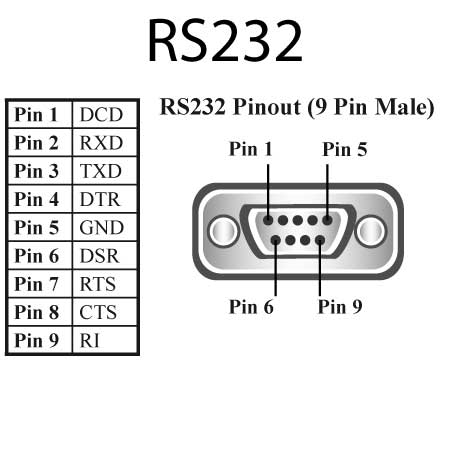 RS232
Pin 1 DCD
Pin 2 RXD
Pin 3 TXD
Pin 4 DTR
Pin 5 GND
Pin 6 DSR
Pin 7 RTS
Pin 8 CTS
Pin 9 RI
RS232 Pinout (9 Pin Male)
Pin 1 Pin 5
Pin 6 Pin 9